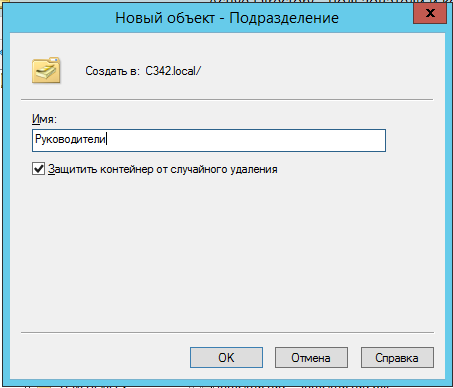 Новый объект - Подразделение
x
Создать в: C342.local/
Имя:
Руководители
Защитить контейнер от случайного удаления
OK
Отмена
Справка